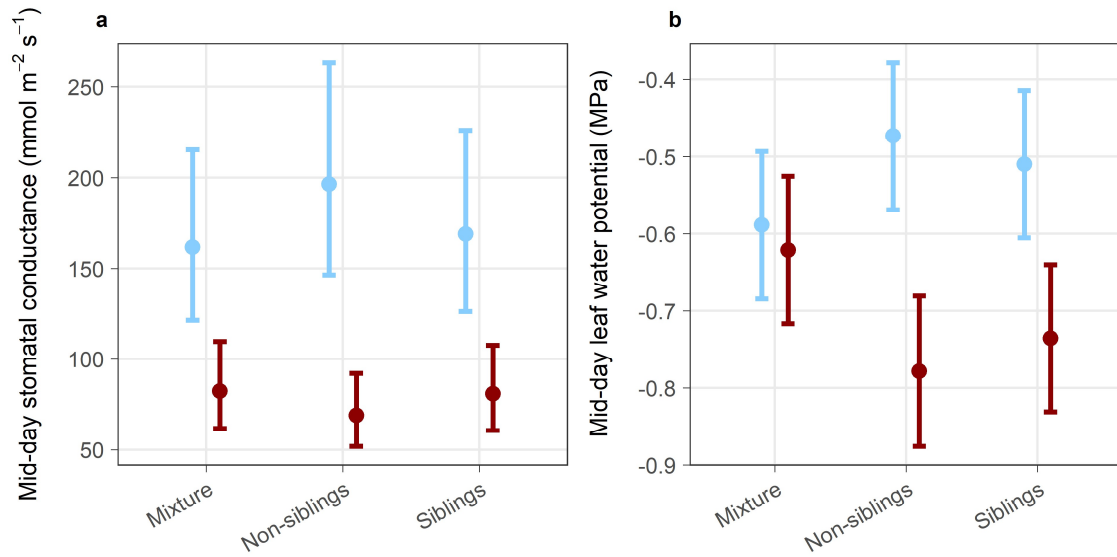 a
Mid-day stomatal conductance (mmol m⁻² s⁻¹)
250
200
150
100
50
Mixture
Non-siblings
Siblings
b
Mid-day leaf water potential (MPa)
-0.4
-0.5
-0.6
-0.7
-0.8
-0.9
Mixture
Non-siblings
Siblings